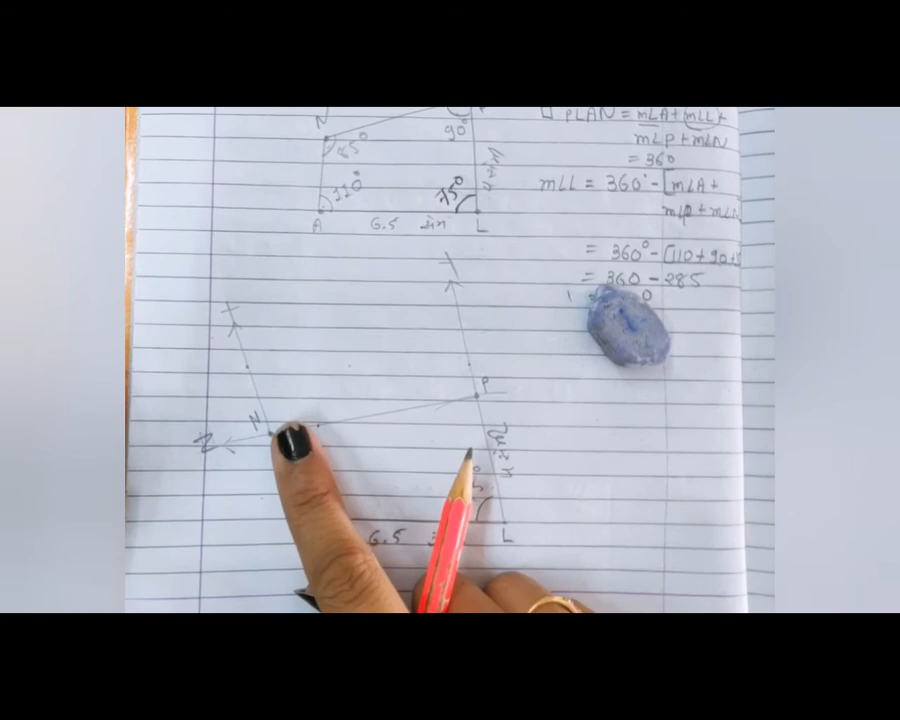 □ PLAN = m∠A + m∠L +
m∠P + m∠N
= 360
m∠L = 360° - [m∠A +
m∠P + m∠N
= 360° - [110 + 90 +
= 360 - 285
N
85°
90°
110°
75°
A
6.5 सेमी
L
P
N
N
6.5
L